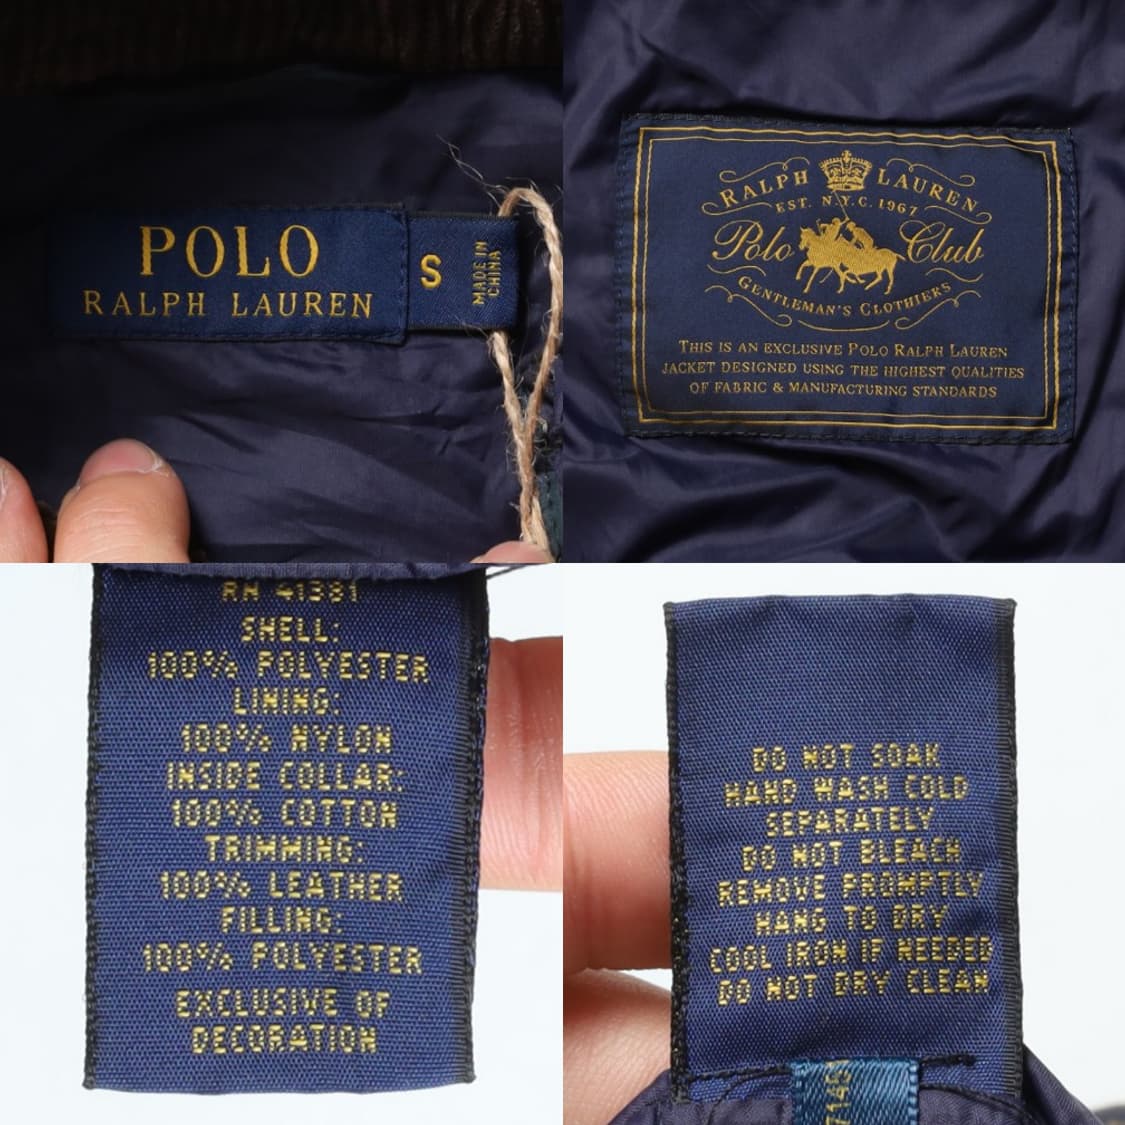 POLO
RALPH LAUREN
S
MADE IN
CHINA
RALPH LAUREN
EST. N.Y.C. 1967
Polo Club
GENTLEMAN'S CLOTHIERS
THIS IS AN EXCLUSIVE POLO RALPH LAUREN
JACKET DESIGNED USING THE HIGHEST QUALITIES
OF FABRIC & MANUFACTURING STANDARDS
RN 41381
SHELL:
100% POLYESTER
LINING:
100% NYLON
INSIDE COLLAR:
100% COTTON
TRIMMING:
100% LEATHER
FILLING:
100% POLYESTER
EXCLUSIVE OF
DECORATION
DO NOT SOAK
HAND WASH COLD
SEPARATELY
DO NOT BLEACH
REMOVE PROMPTLY
HANG TO DRY
COOL IRON IF NEEDED
DO NOT DRY CLEAN